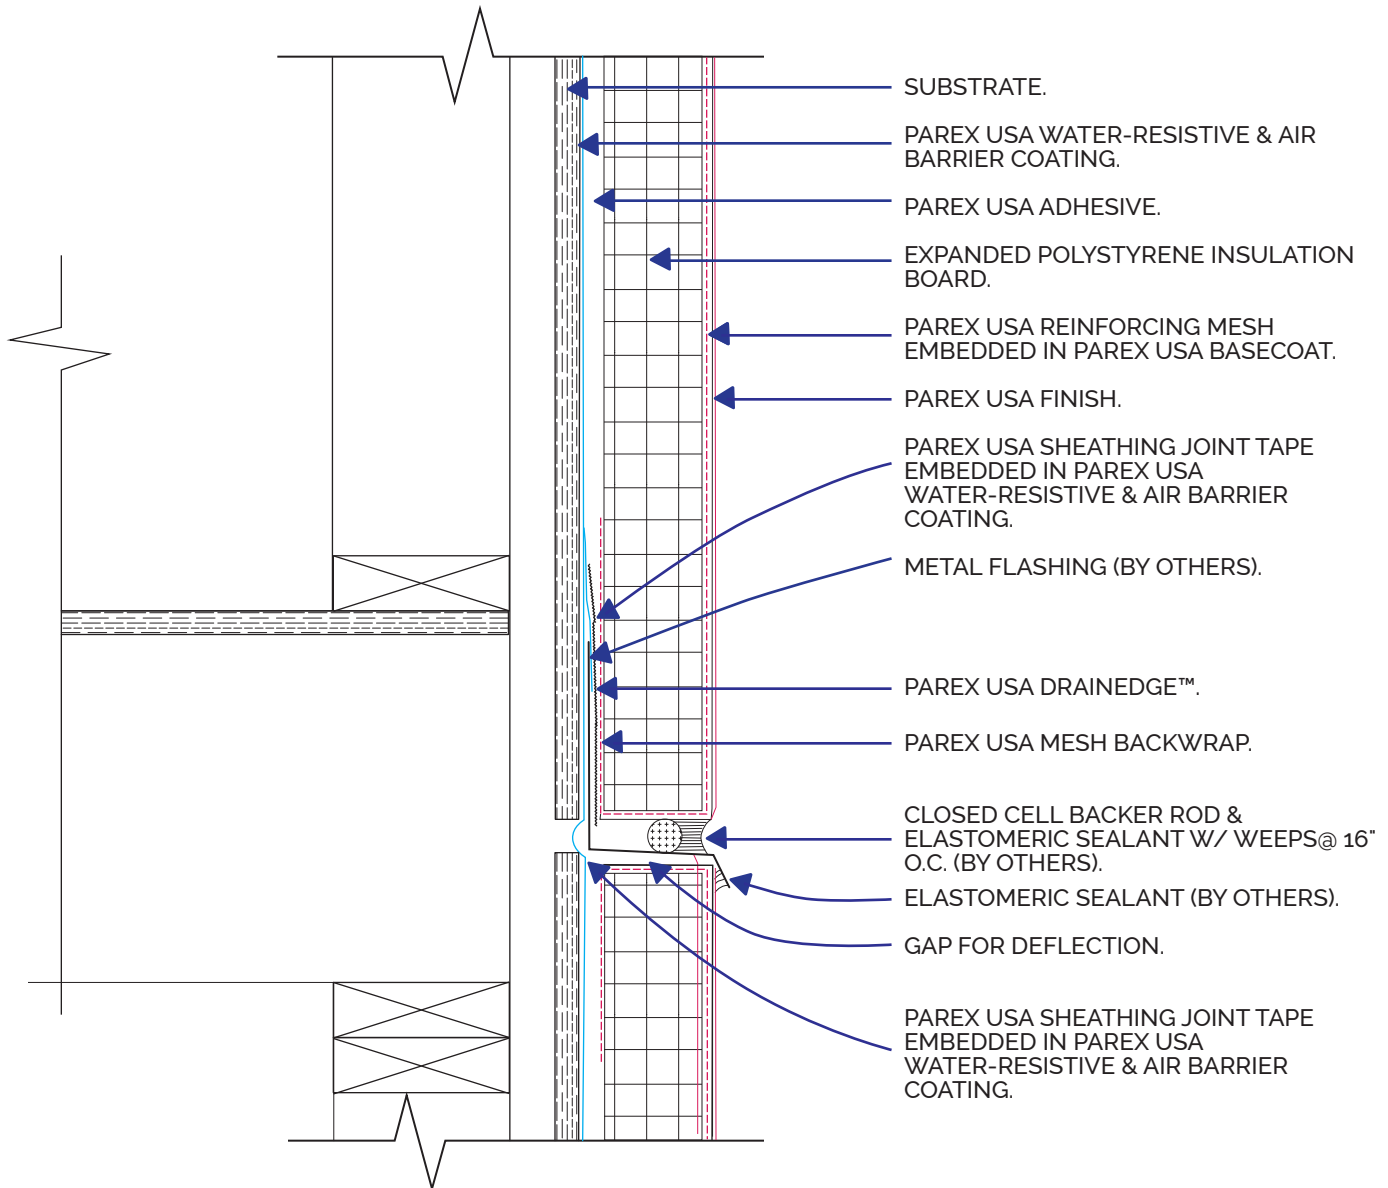 SUBSTRATE.
PAREX USA WATER-RESISTIVE & AIR
BARRIER COATING.
PAREX USA ADHESIVE.
EXPANDED POLYSTYRENE INSULATION
BOARD.
PAREX USA REINFORCING MESH
EMBEDDED IN PAREX USA BASECOAT.
PAREX USA FINISH.
PAREX USA SHEATHING JOINT TAPE
EMBEDDED IN PAREX USA
WATER-RESISTIVE & AIR BARRIER
COATING.
METAL FLASHING (BY OTHERS).
PAREX USA DRAINEDGE™.
PAREX USA MESH BACKWRAP.
CLOSED CELL BACKER ROD &
ELASTOMERIC SEALANT W/ WEEPS@ 16"
O.C. (BY OTHERS).
ELASTOMERIC SEALANT (BY OTHERS).
GAP FOR DEFLECTION.
PAREX USA SHEATHING JOINT TAPE
EMBEDDED IN PAREX USA
WATER-RESISTIVE & AIR BARRIER
COATING.